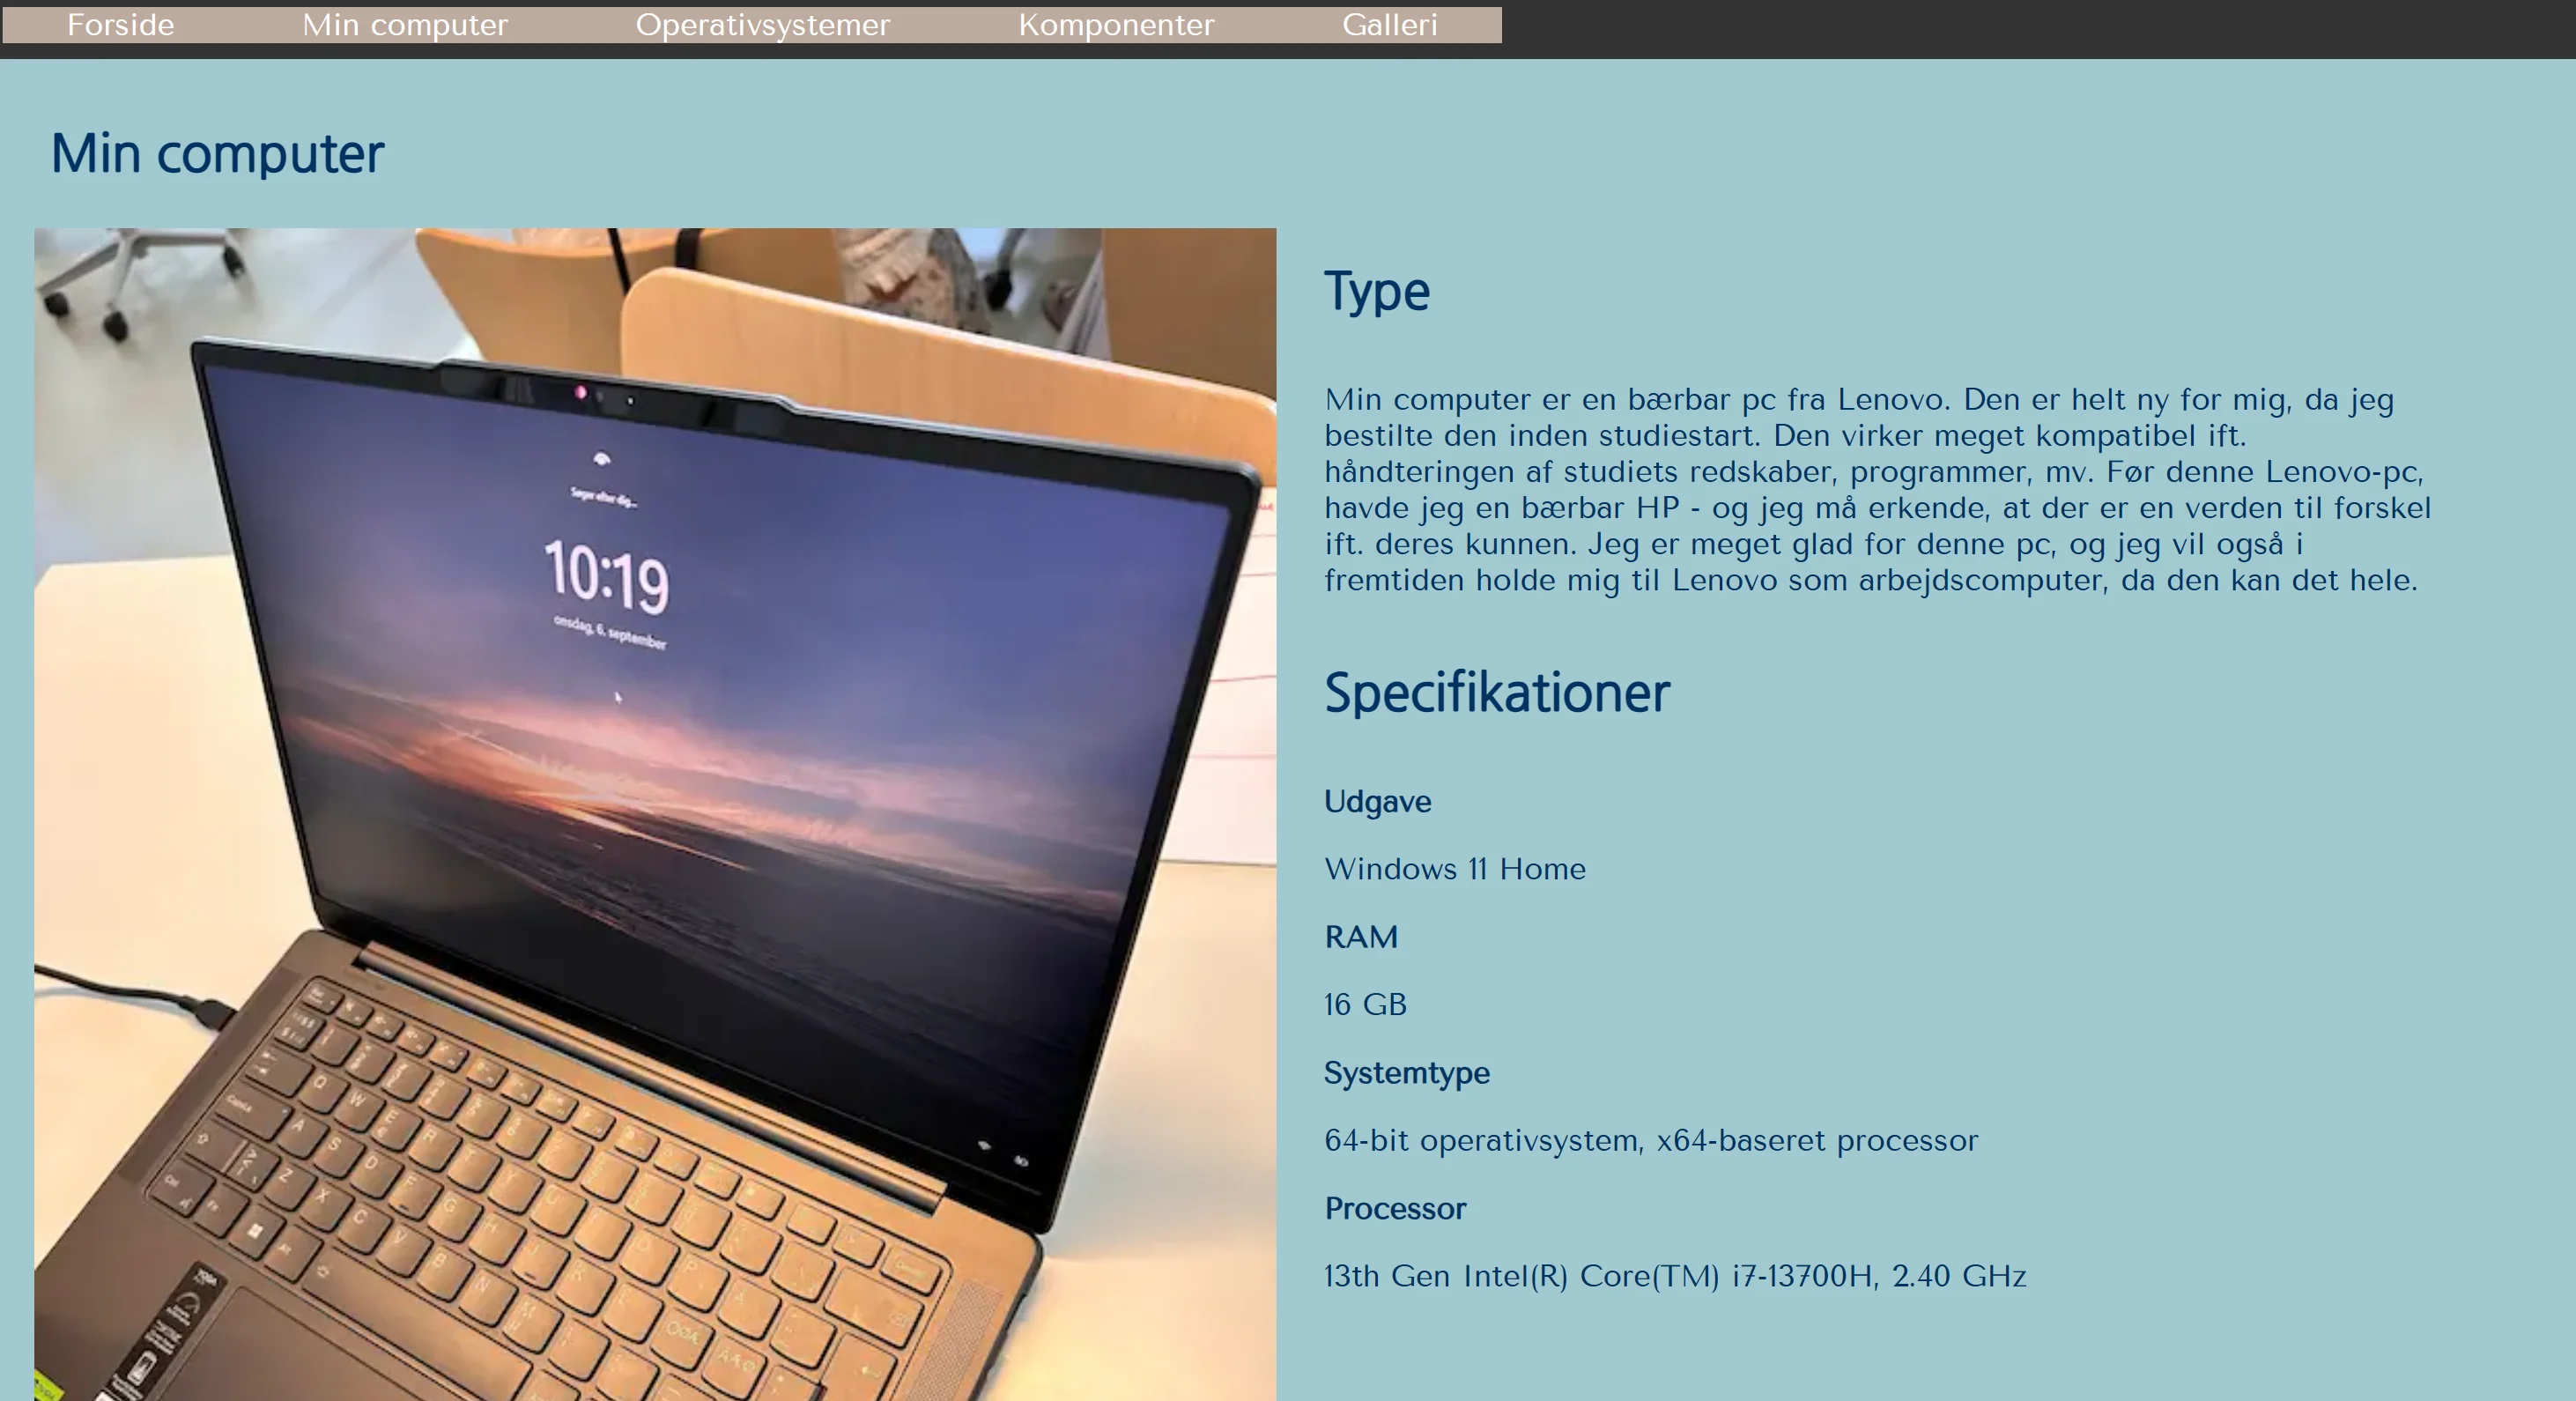 Forside Min computer Operativsystemer Komponenter Galleri
Min computer
Søger efter dig...
10:19
onsdag, 6. september
Type
Min computer er en bærbar pc fra Lenovo. Den er helt ny for mig, da jeg
bestilte den inden studiestart. Den virker meget kompatibel ift.
håndteringen af studiets redskaber, programmer, mv. Før denne Lenovo-pc,
havde jeg en bærbar HP - og jeg må erkende, at der er en verden til forskel
ift. deres kunnen. Jeg er meget glad for denne pc, og jeg vil også i
fremtiden holde mig til Lenovo som arbejdscomputer, da den kan det hele.
Specifikationer
Udgave
Windows 11 Home
RAM
16 GB
Systemtype
64-bit operativsystem, x64-baseret processor
Processor
13th Gen Intel(R) Core(TM) i7-13700H, 2.40 GHz
Q W E R T Y U
A S D F G H
Z X C V B N M
YOGA